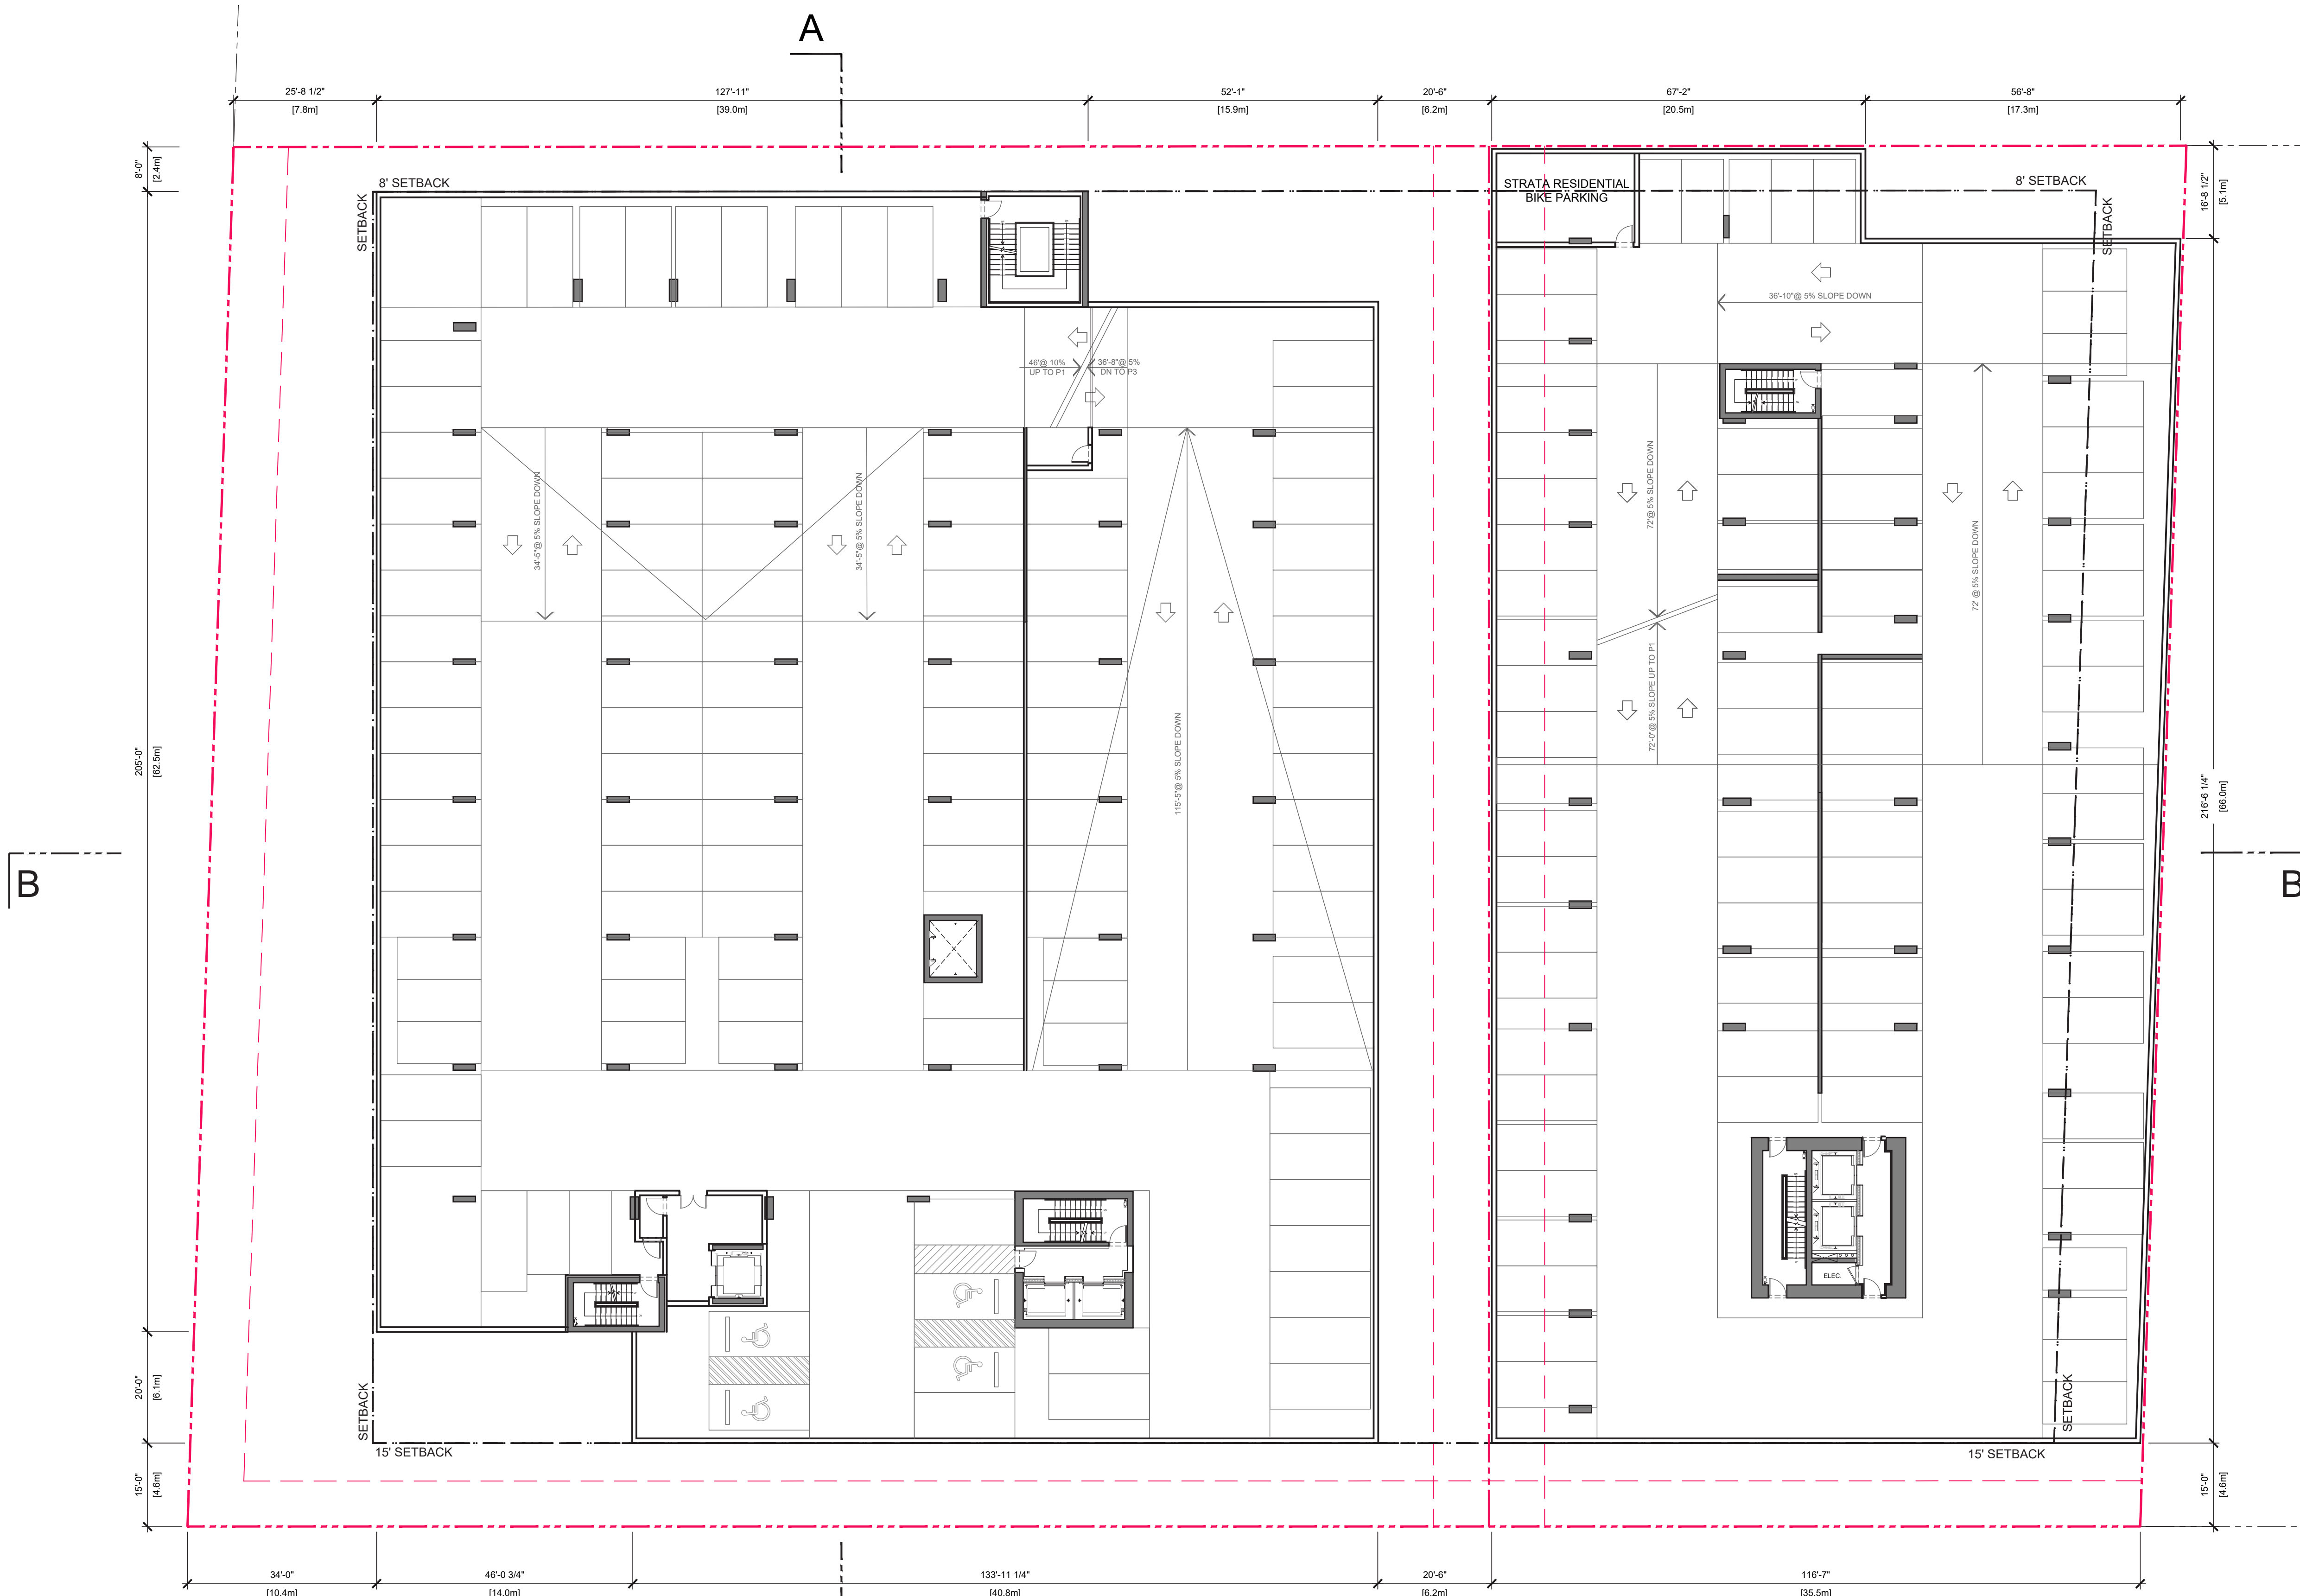 A
25'-8 1/2"
[7.8m]
127'-11"
[39.0m]
52'-1"
[15.9m]
20'-6"
[6.2m]
67'-2"
[20.5m]
56'-8"
[17.3m]
8'-0"
[2.4m]
8' SETBACK
SETBACK
STRATA RESIDENTIAL
BIKE PARKING
8' SETBACK
SETBACK
16'-8 1/2"
[5.1m]
36'-10"@ 5% SLOPE DOWN
46'@ 10%
UP TO P1
36'-8"@ 5%
DN TO P3
34'-5"@ 5% SLOPE DOWN
34'-5"@ 5% SLOPE DOWN
72'@ 5% SLOPE DOWN
72' @ 5% SLOPE DOWN
72'-0"@ 5% SLOPE UP TO P1
115'-5"@ 5% SLOPE DOWN
205'-0"
[62.5m]
216'-6 1/4"
[66.0m]
B
B
ELEC.
20'-0"
[6.1m]
SETBACK
SETBACK
15' SETBACK
15' SETBACK
15'-0"
[4.6m]
15'-0"
[4.6m]
34'-0"
[10.4m]
46'-0 3/4"
[14.0m]
133'-11 1/4"
[40.8m]
20'-6"
[6.2m]
116'-7"
[35.5m]